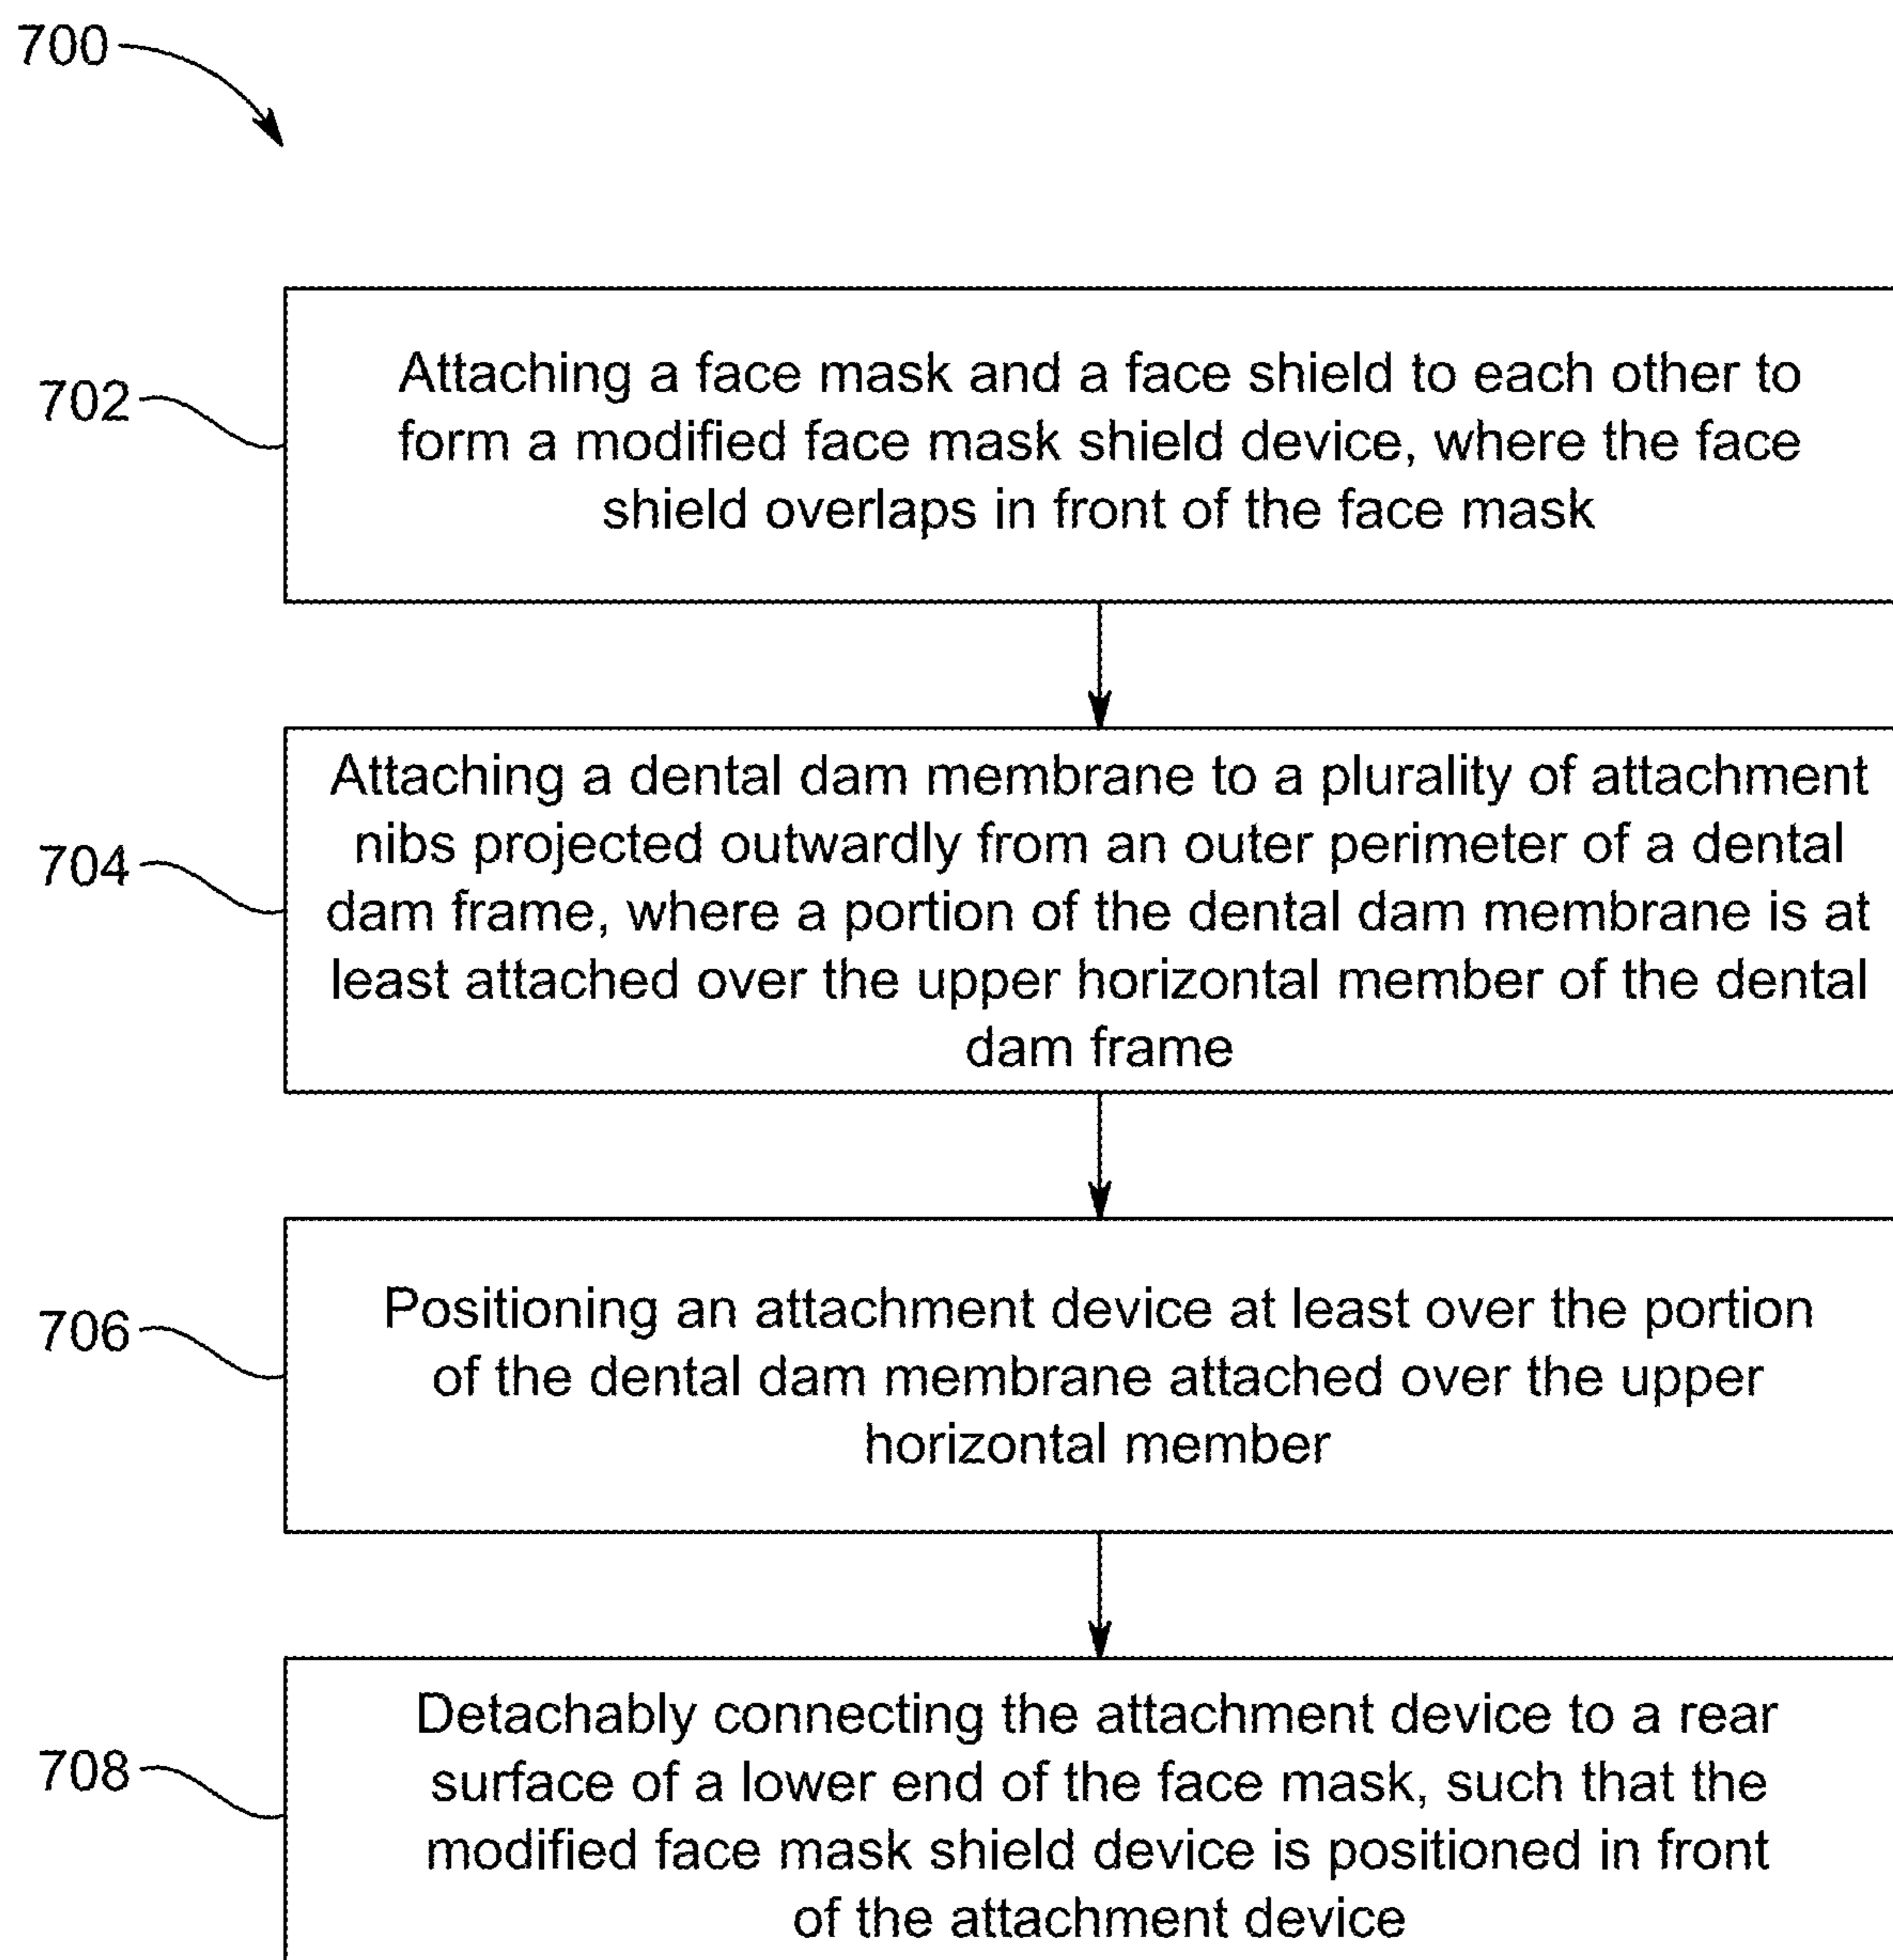 700
702
Attaching a face mask and a face shield to each other to
form a modified face mask shield device, where the face
shield overlaps in front of the face mask
704
Attaching a dental dam membrane to a plurality of attachment
nibs projected outwardly from an outer perimeter of a dental
dam frame, where a portion of the dental dam membrane is at
least attached over the upper horizontal member of the dental
dam frame
706
Positioning an attachment device at least over the portion
of the dental dam membrane attached over the upper
horizontal member
708
Detachably connecting the attachment device to a rear
surface of a lower end of the face mask, such that the
modified face mask shield device is positioned in front
of the attachment device